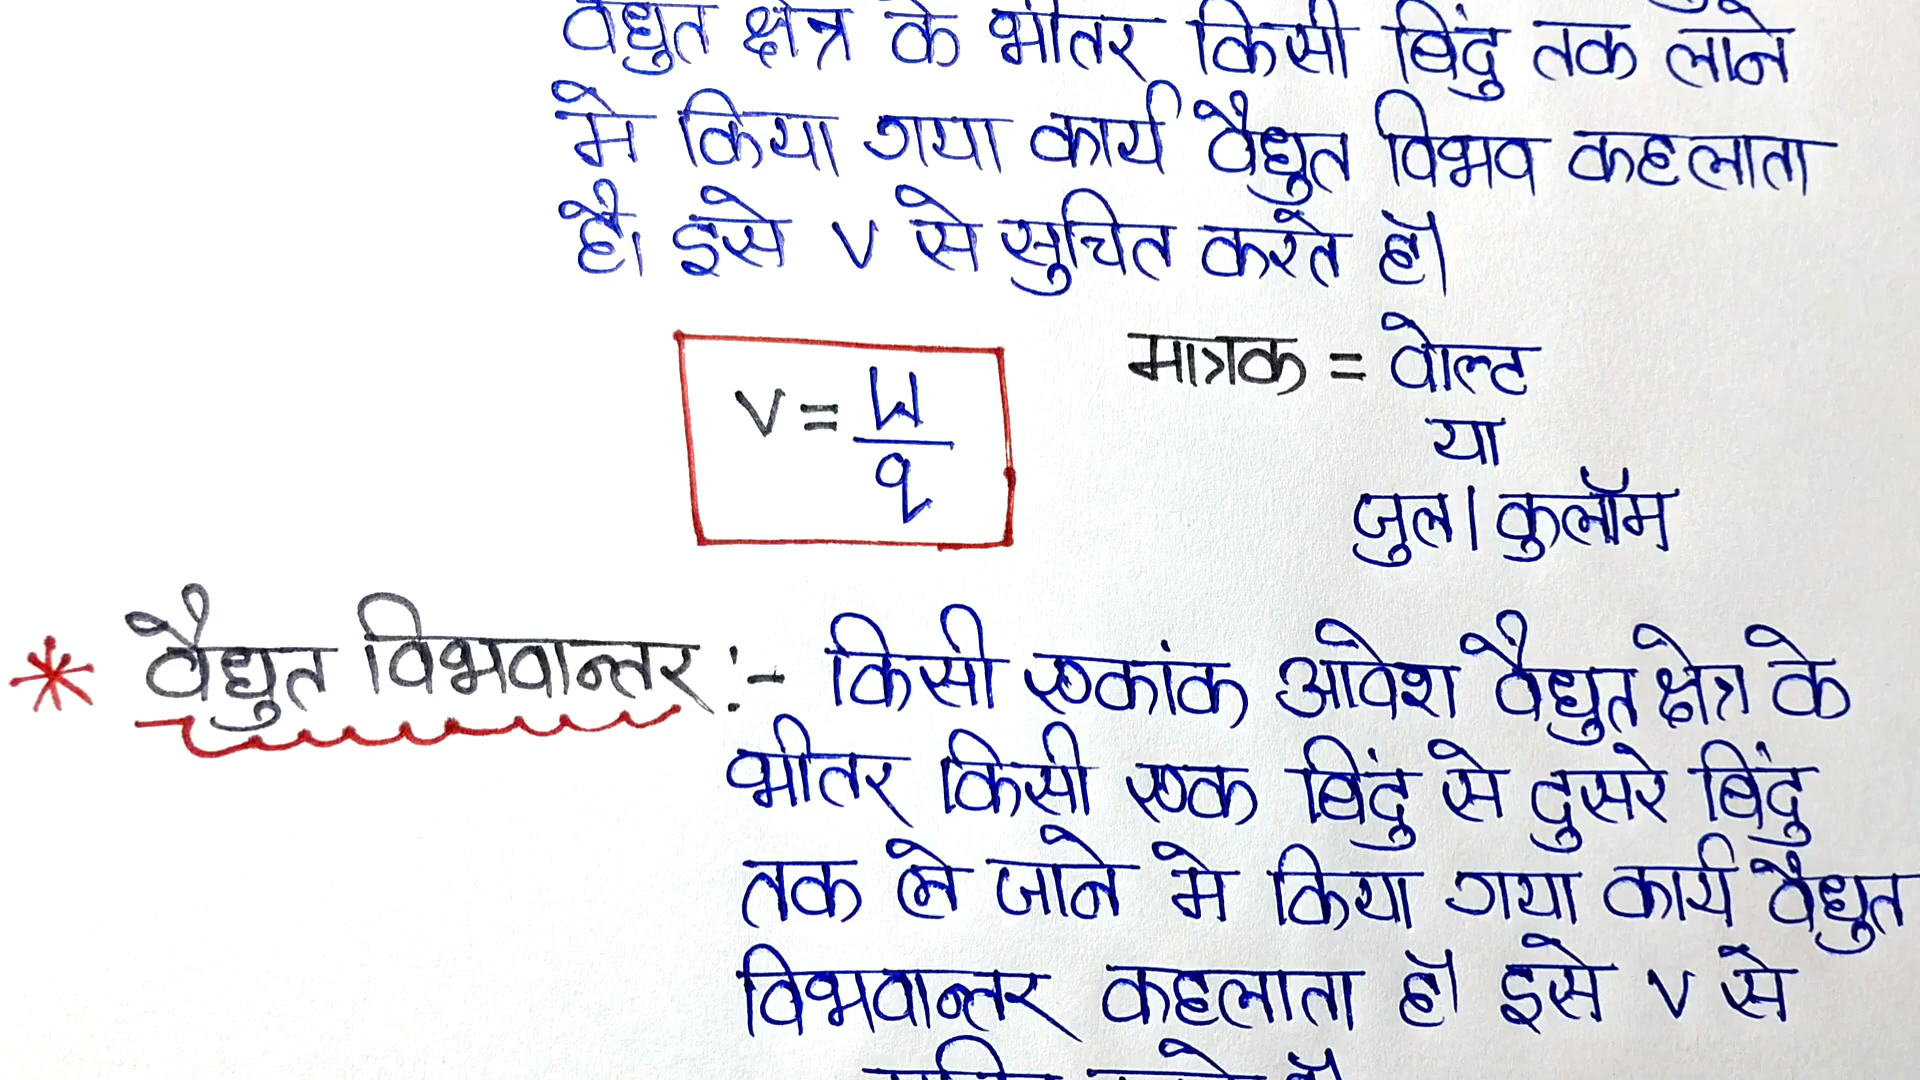 वैधुत क्षेत्र के भीतर किसी बिंदु तक लाने
मे किया गया कार्य वैधुत विभव कहलाता
है। इसे V से सुचित करते है।
V = W/q
मात्रक = वोल्ट
या
जुल/कुलॉम
* वैधुत विभवान्तर :- किसी एकांक आवेश वैधुत क्षेत्र के
भीतर किसी एक बिंदु से दुसरे बिंदु
तक ले जाने मे किया गया कार्य वैधुत
विभवान्तर कहलाता है। इसे V से